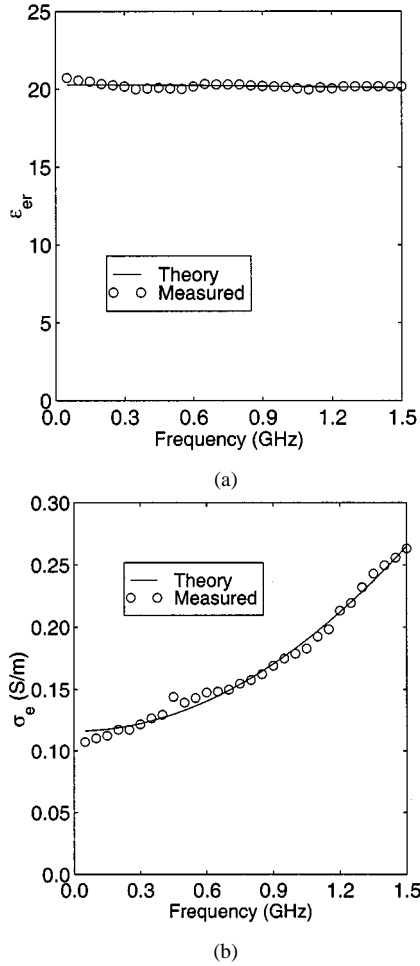 25
20
15
10
5
0
ε_er
Theory
Measured
0.0 0.3 0.6 0.9 1.2 1.5
Frequency (GHz)
(a)
0.30
0.25
0.20
0.15
0.10
0.05
0.00
σ_e (S/m)
Theory
Measured
0.0 0.3 0.6 0.9 1.2 1.5
Frequency (GHz)
(b)